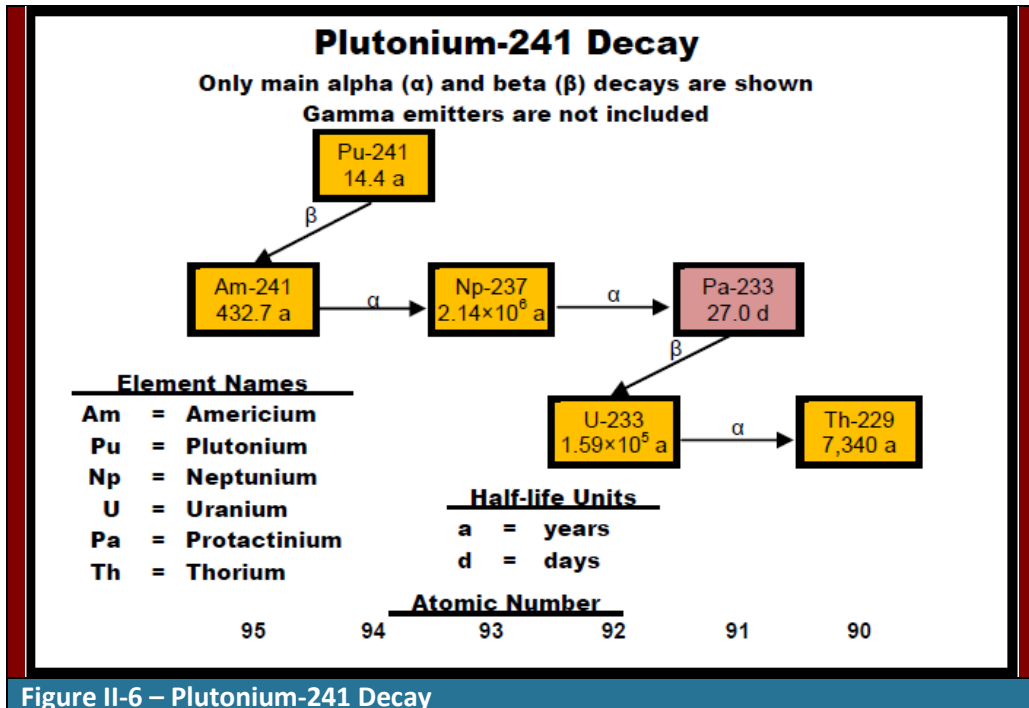 Plutonium-241 Decay
Only main alpha (α) and beta (β) decays are shown
Gamma emitters are not included
Pu-241
14.4 a
β
Am-241
432.7 a
α
Np-237
2.14×10⁶ a
α
Pa-233
27.0 d
β
U-233
1.59×10⁵ a
α
Th-229
7,340 a
Element Names
Am = Americium
Pu = Plutonium
Np = Neptunium
U = Uranium
Pa = Protactinium
Th = Thorium
Half-life Units
a = years
d = days
Atomic Number
95 94 93 92 91 90
Figure II-6 – Plutonium-241 Decay